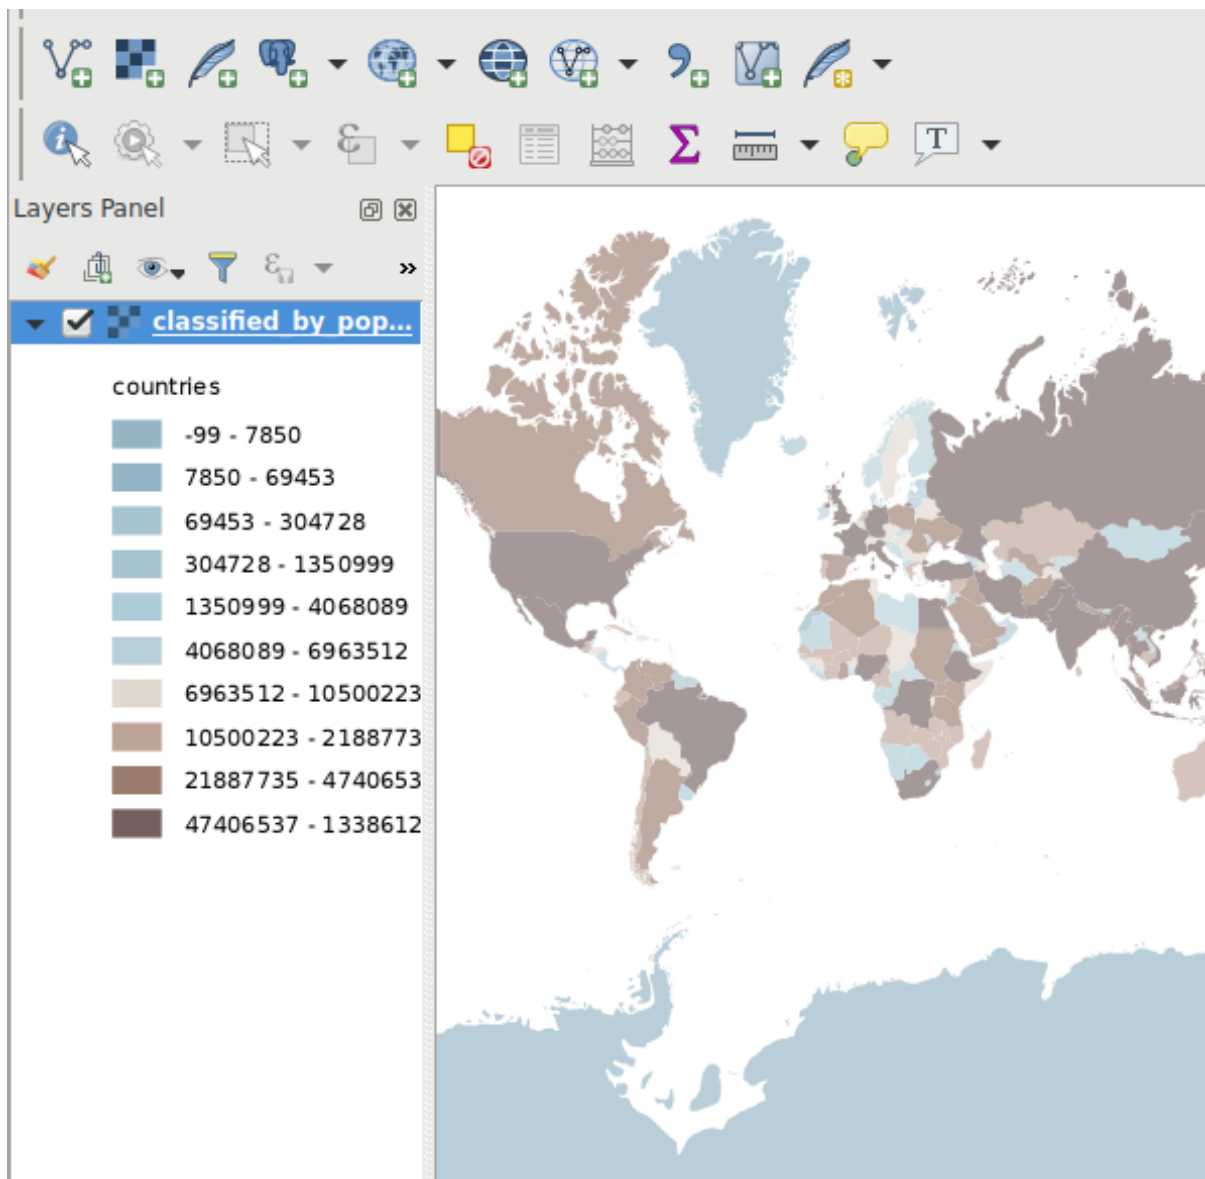 T
Layers Panel
classified_by_pop...
countries
-99 - 7850
7850 - 69453
69453 - 304728
304728 - 1350999
1350999 - 4068089
4068089 - 6963512
6963512 - 10500223
10500223 - 2188773
21887735 - 4740653
47406537 - 1338612